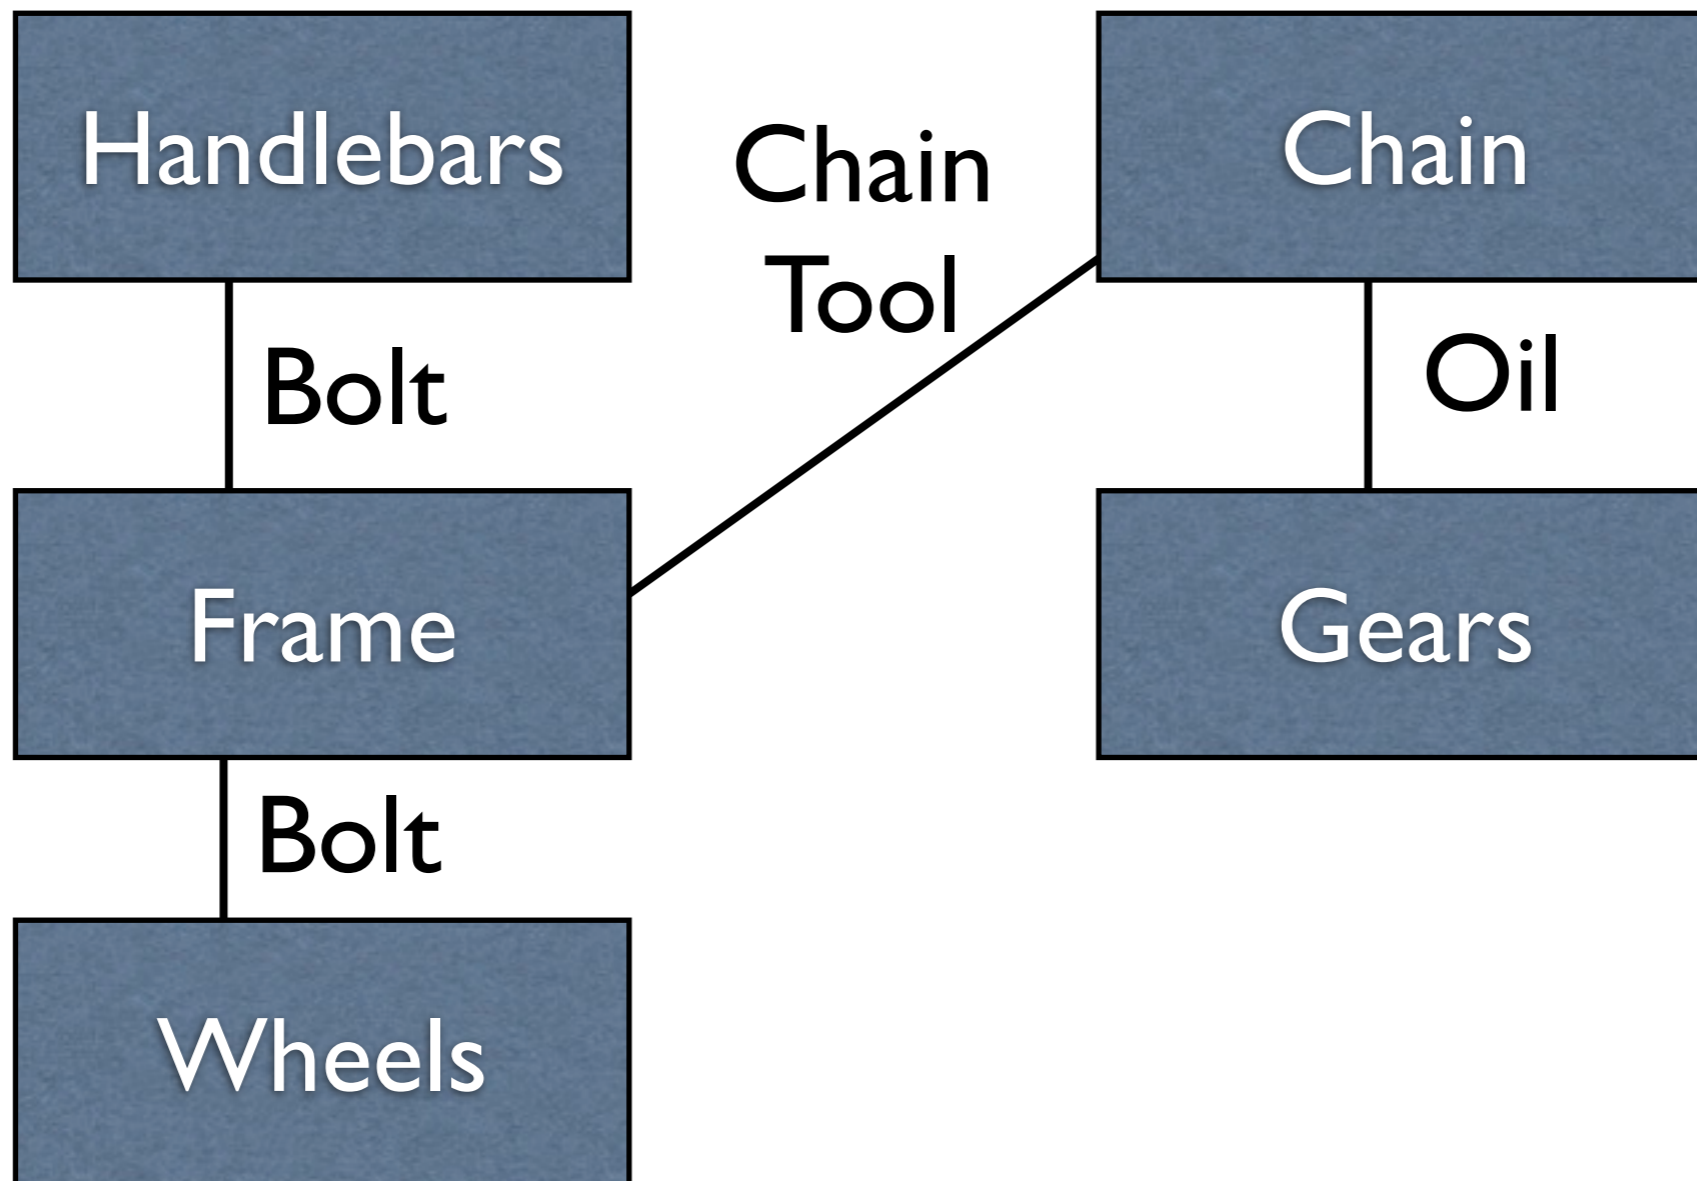 Handlebars
Chain
Tool
Chain
Bolt
Oil
Frame
Gears
Bolt
Wheels